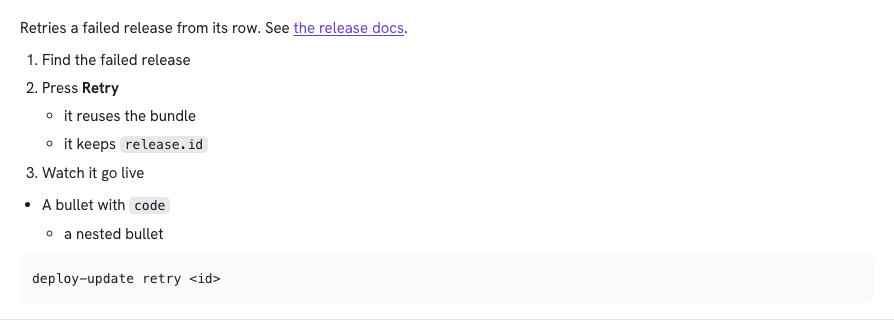 Retries a failed release from its row. See the release docs.
1. Find the failed release
2. Press Retry
◦ it reuses the bundle
◦ it keeps release.id
3. Watch it go live
• A bullet with code
◦ a nested bullet
deploy-update retry <id>